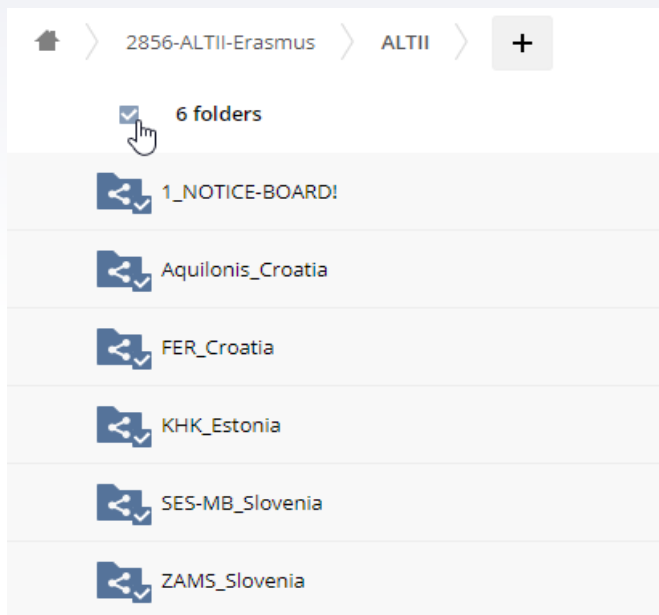 2856-ALTII-Erasmus ALTII +
6 folders
1_NOTICE-BOARD!
Aquilonis_Croatia
FER_Croatia
KHK_Estonia
SES-MB_Slovenia
ZAMS_Slovenia